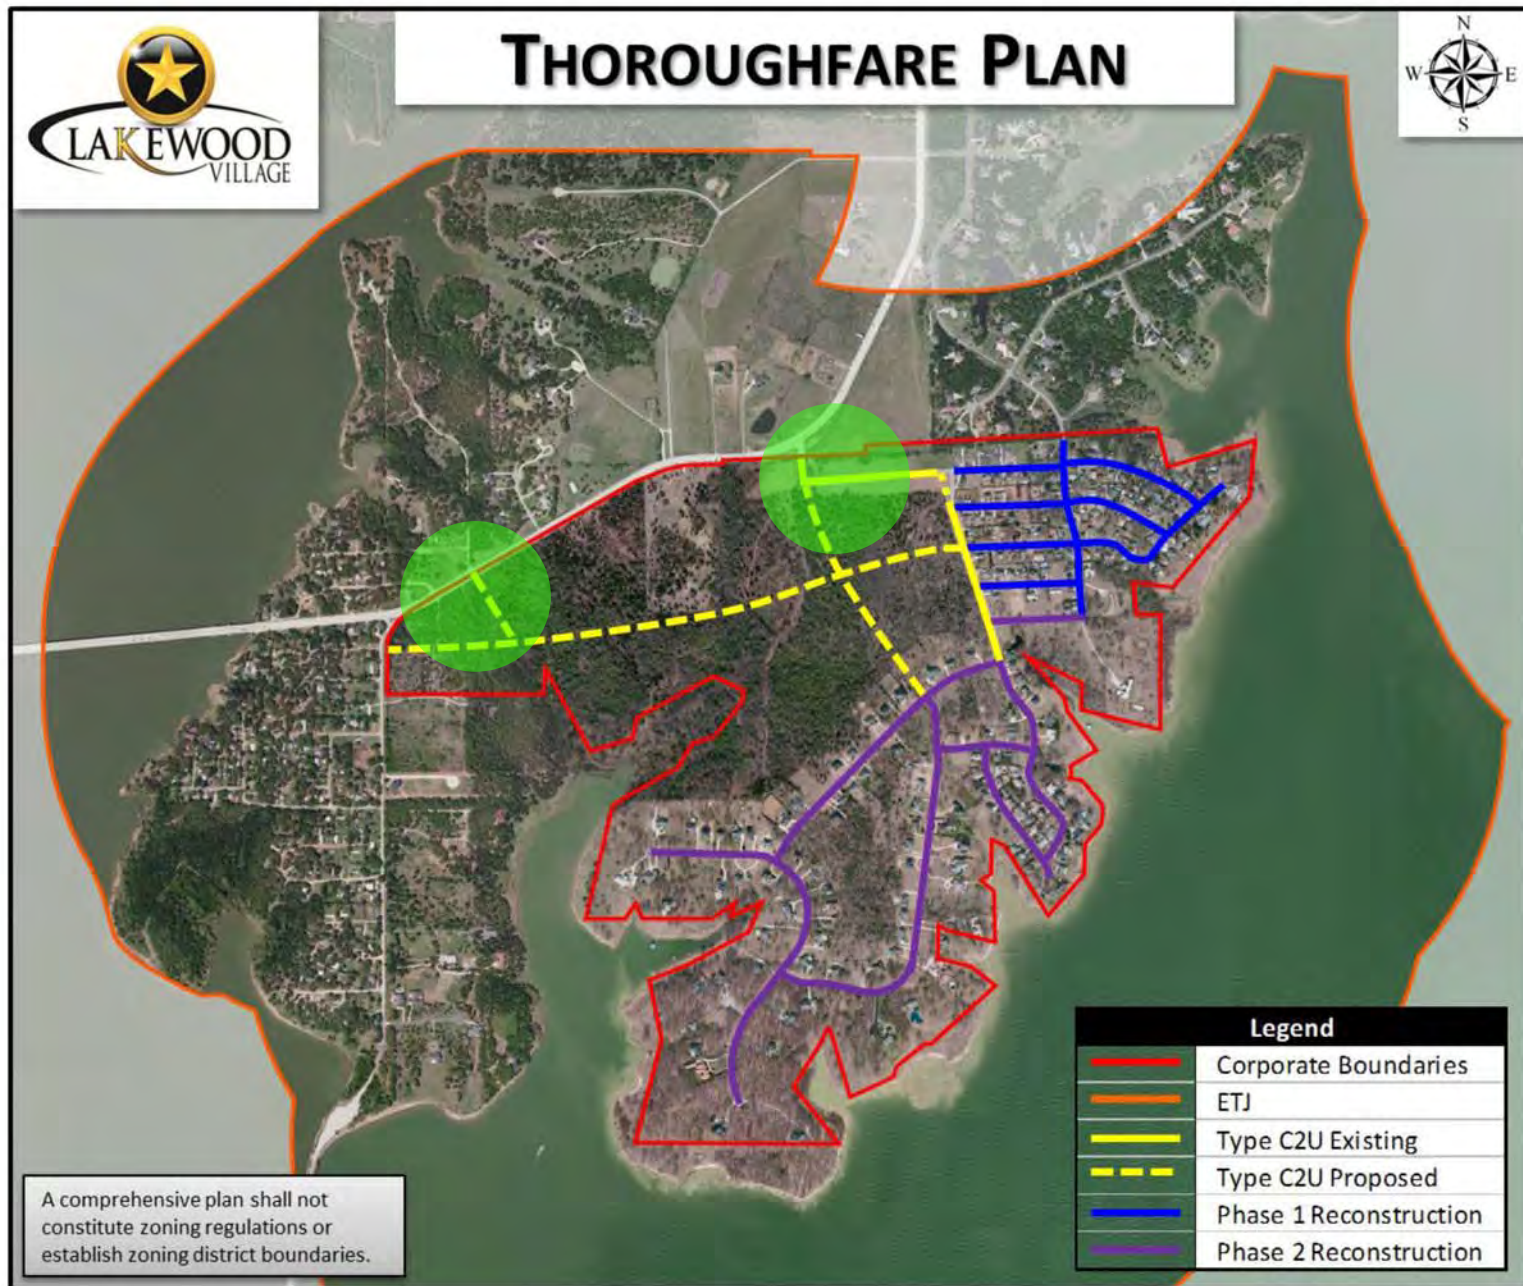 LAKEWOOD
VILLAGE
THOROUGHFARE PLAN
N
W E
S
Legend
Corporate Boundaries
ETJ
Type C2U Existing
Type C2U Proposed
Phase 1 Reconstruction
Phase 2 Reconstruction
A comprehensive plan shall not
constitute zoning regulations or
establish zoning district boundaries.